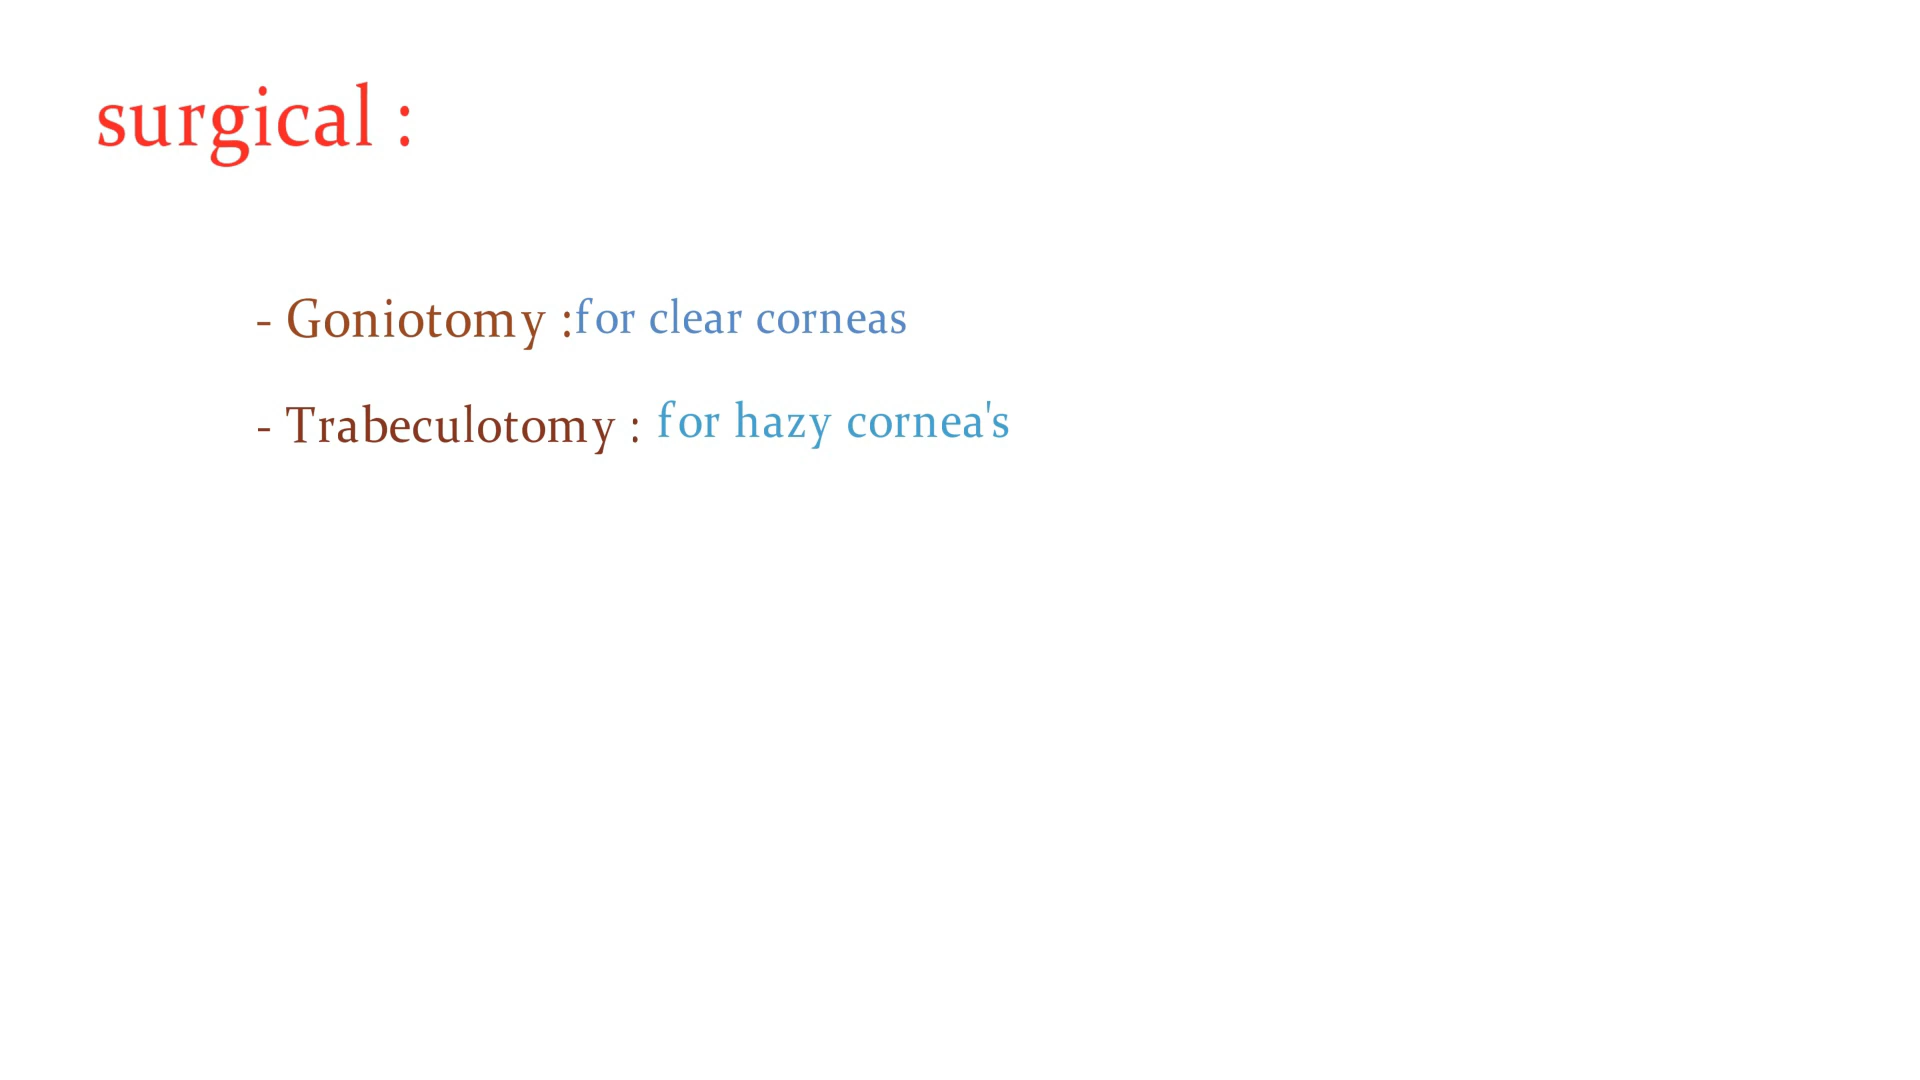 surgical :
- Goniotomy :for clear corneas
- Trabeculotomy : for hazy cornea's